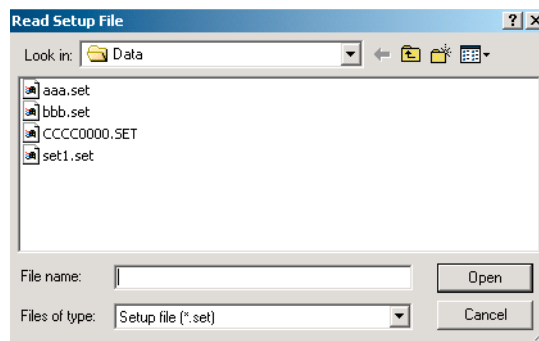 Read Setup File
Look in: Data
aaa.set
bbb.set
CCCC0000.SET
set1.set
File name: Open
Files of type: Setup file (*.set) Cancel